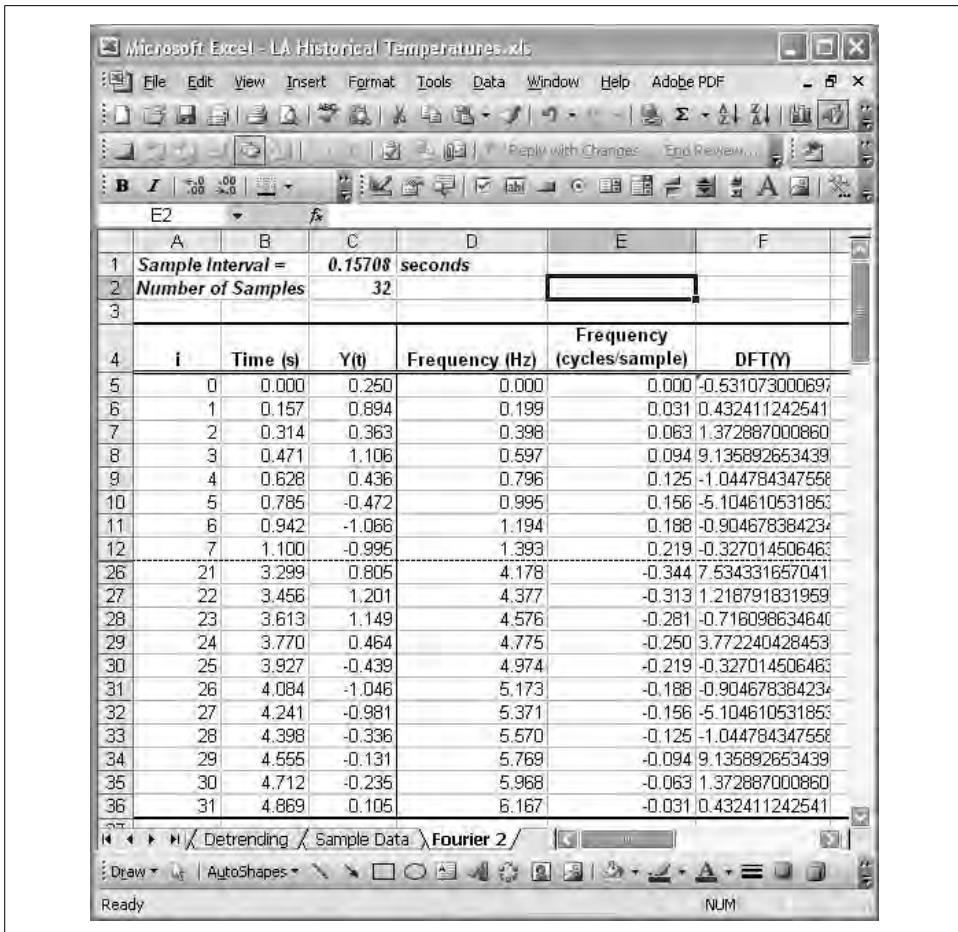 Microsoft Excel - LA Historical Temperatures.xls
File Edit View Insert Format Tools Data Window Help Adobe PDF
Reply with Changes... End Review...
B I
E2 fx
A B C D E F
1 Sample Interval = 0.15708 seconds
2 Number of Samples 32
3
Frequency
4 i Time (s) Y(t) Frequency (Hz) (cycles/sample) DFT(Y)
5 0 0.000 0.250 0.000 0.000 -0.531073000697
6 1 0.157 0.894 0.199 0.031 0.432411242541
7 2 0.314 0.363 0.398 0.063 1.372887000860
8 3 0.471 1.106 0.597 0.094 9.135892653439
9 4 0.628 0.436 0.796 0.125 -1.044784347558
10 5 0.785 -0.472 0.995 0.156 -5.104610531853
11 6 0.942 -1.066 1.194 0.188 -0.904678384234
12 7 1.100 -0.995 1.393 0.219 -0.327014506463
26 21 3.299 0.805 4.178 -0.344 7.534331657041
27 22 3.456 1.201 4.377 -0.313 1.218791831959
28 23 3.613 1.149 4.576 -0.281 -0.716098634640
29 24 3.770 0.464 4.775 -0.250 3.772240428453
30 25 3.927 -0.439 4.974 -0.219 -0.327014506463
31 26 4.084 -1.046 5.173 -0.188 -0.904678384234
32 27 4.241 -0.981 5.371 -0.156 -5.104610531853
33 28 4.398 -0.336 5.570 -0.125 -1.044784347558
34 29 4.555 -0.131 5.769 -0.094 9.135892653439
35 30 4.712 -0.235 5.968 -0.063 1.372887000860
36 31 4.869 0.105 6.167 -0.031 0.432411242541
Detrending / Sample Data \ Fourier 2 /
Draw AutoShapes
Ready NUM